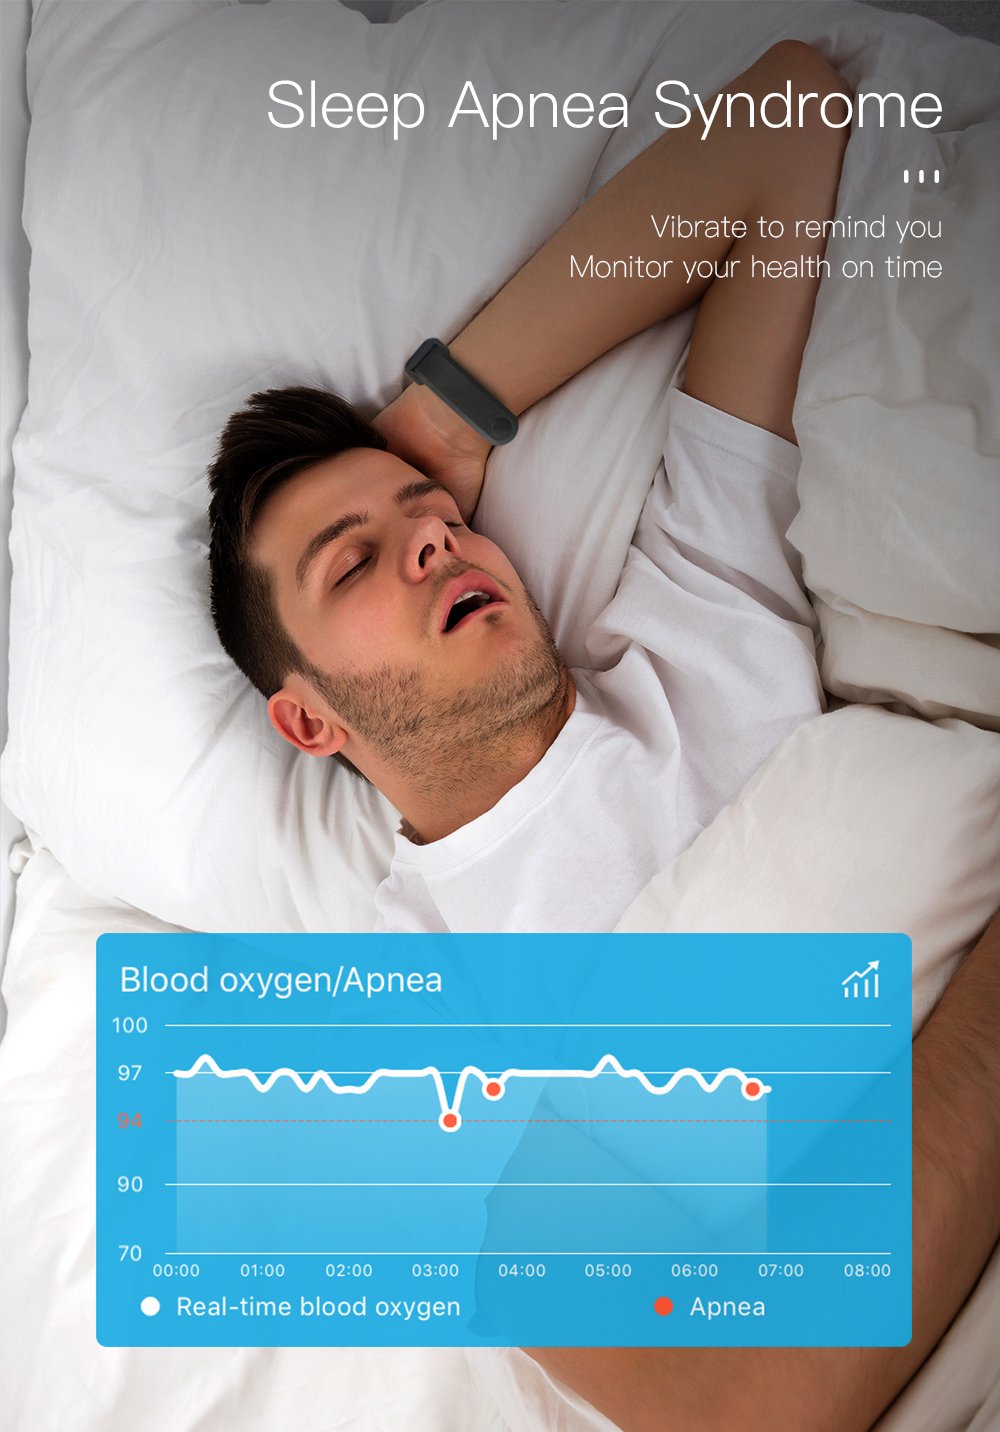 Sleep Apnea Syndrome
Vibrate to remind you
Monitor your health on time
Blood oxygen/Apnea
100
97
94
90
70
00:00 01:00 02:00 03:00 04:00 05:00 06:00 07:00 08:00
Real-time blood oxygen Apnea